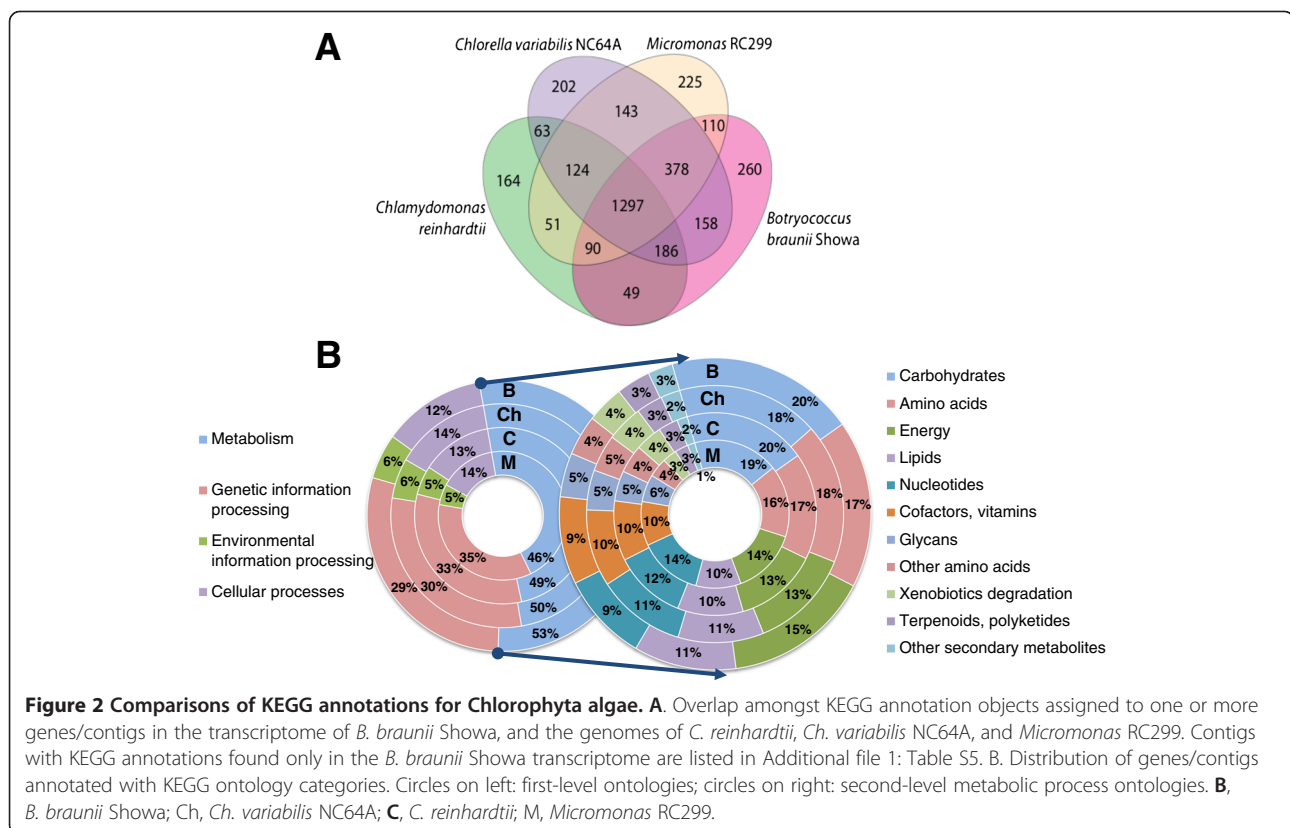 A
Chlorella variabilis NC64A
Micromonas RC299
202
225
143
63
110
164
124
378
260
Chlamydomonas
reinhardtii
1297
51
158
Botryococcus
braunii Showa
90
186
49
B
Metabolism
Genetic information
processing
Environmental
information processing
Cellular processes
B
Ch
C
M
12%
14%
13%
14%
6%
6%
5%
5%
35%
33%
30%
29%
46%
49%
50%
53%
B
Ch
C
M
20%
18%
20%
19%
17%
18%
17%
16%
14%
13%
13%
15%
10%
10%
11%
11%
14%
12%
11%
9%
10%
10%
10%
9%
6%
5%
5%
5%
4%
4%
5%
4%
3%
4%
4%
4%
3%
3%
3%
3%
1%
2%
2%
3%
Carbohydrates
Amino acids
Energy
Lipids
Nucleotides
Cofactors, vitamins
Glycans
Other amino acids
Xenobiotics degradation
Terpenoids, polyketides
Other secondary metabolites
Figure 2 Comparisons of KEGG annotations for Chlorophyta algae. A. Overlap amongst KEGG annotation objects assigned to one or more
genes/contigs in the transcriptome of B. braunii Showa, and the genomes of C. reinhardtii, Ch. variabilis NC64A, and Micromonas RC299. Contigs
with KEGG annotations found only in the B. braunii Showa transcriptome are listed in Additional file 1: Table S5. B. Distribution of genes/contigs
annotated with KEGG ontology categories. Circles on left: first-level ontologies; circles on right: second-level metabolic process ontologies. B,
B. braunii Showa; Ch, Ch. variabilis NC64A; C, C. reinhardtii; M, Micromonas RC299.